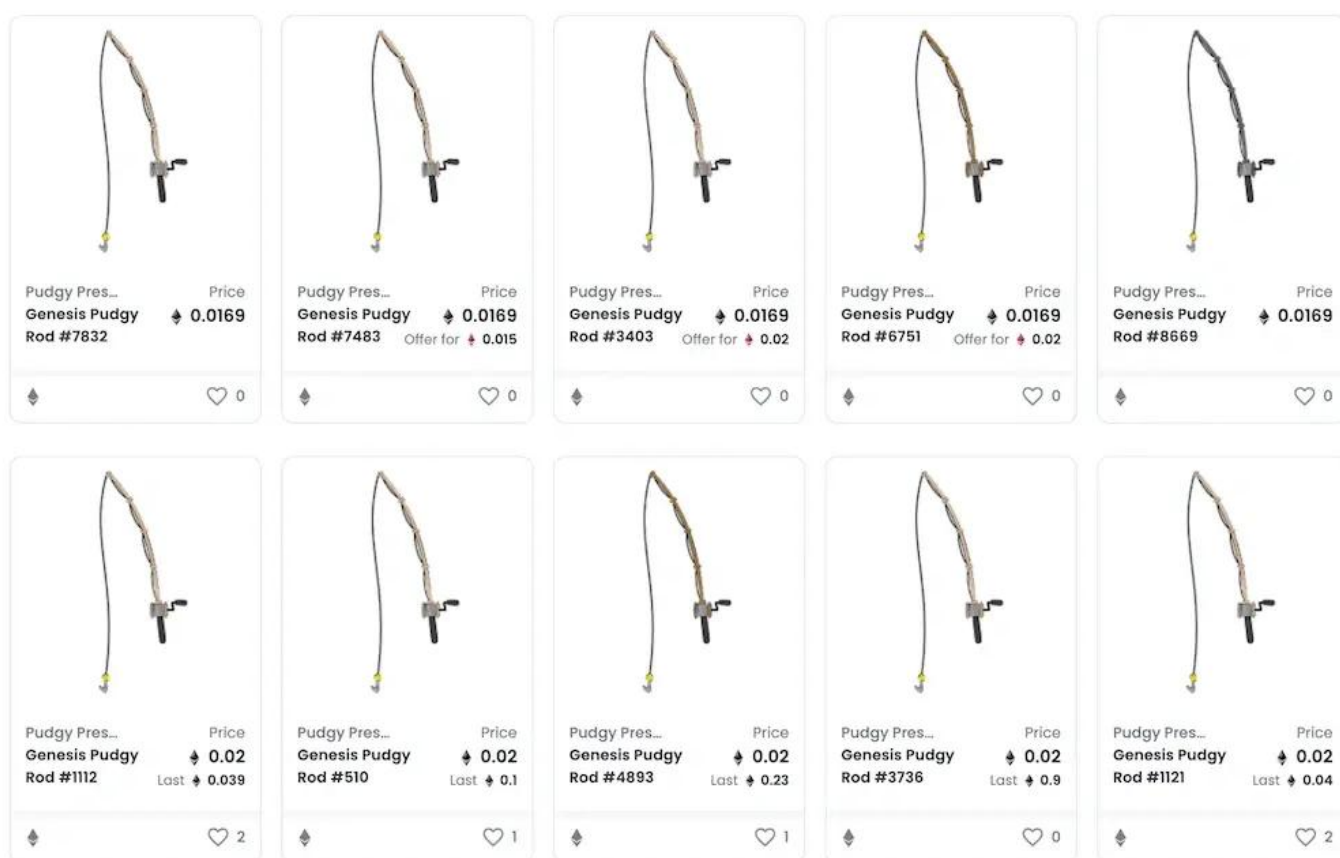 Pudgy Pres... Price
Genesis Pudgy 0.0169
Rod #7832
0
Pudgy Pres... Price
Genesis Pudgy 0.0169
Rod #7483 Offer for 0.015
0
Pudgy Pres... Price
Genesis Pudgy 0.0169
Rod #3403 Offer for 0.02
0
Pudgy Pres... Price
Genesis Pudgy 0.0169
Rod #6751 Offer for 0.02
0
Pudgy Pres... Price
Genesis Pudgy 0.0169
Rod #8669
0
Pudgy Pres... Price
Genesis Pudgy 0.02
Rod #1112 Last 0.039
2
Pudgy Pres... Price
Genesis Pudgy 0.02
Rod #510 Last 0.1
1
Pudgy Pres... Price
Genesis Pudgy 0.02
Rod #4893 Last 0.23
1
Pudgy Pres... Price
Genesis Pudgy 0.02
Rod #3736 Last 0.9
0
Pudgy Pres... Price
Genesis Pudgy 0.02
Rod #1121 Last 0.04
2